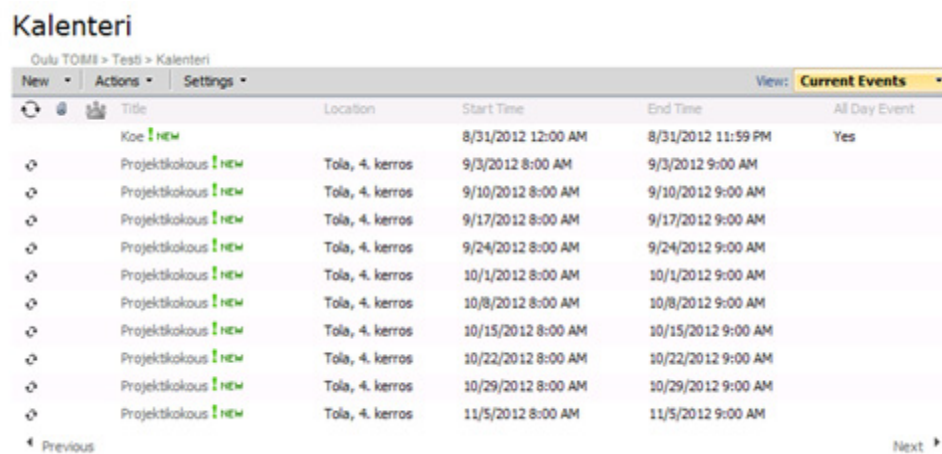 Kalenteri
Oulu TOIMII > Testi > Kalenteri
New Actions Settings View: Current Events
Title Location Start Time End Time All Day Event
Koe ! NEW 8/31/2012 12:00 AM 8/31/2012 11:59 PM Yes
Projektikokous ! NEW Tola, 4. kerros 9/3/2012 8:00 AM 9/3/2012 9:00 AM
Projektikokous ! NEW Tola, 4. kerros 9/10/2012 8:00 AM 9/10/2012 9:00 AM
Projektikokous ! NEW Tola, 4. kerros 9/17/2012 8:00 AM 9/17/2012 9:00 AM
Projektikokous ! NEW Tola, 4. kerros 9/24/2012 8:00 AM 9/24/2012 9:00 AM
Projektikokous ! NEW Tola, 4. kerros 10/1/2012 8:00 AM 10/1/2012 9:00 AM
Projektikokous ! NEW Tola, 4. kerros 10/8/2012 8:00 AM 10/8/2012 9:00 AM
Projektikokous ! NEW Tola, 4. kerros 10/15/2012 8:00 AM 10/15/2012 9:00 AM
Projektikokous ! NEW Tola, 4. kerros 10/22/2012 8:00 AM 10/22/2012 9:00 AM
Projektikokous ! NEW Tola, 4. kerros 10/29/2012 8:00 AM 10/29/2012 9:00 AM
Projektikokous ! NEW Tola, 4. kerros 11/5/2012 8:00 AM 11/5/2012 9:00 AM
Previous Next